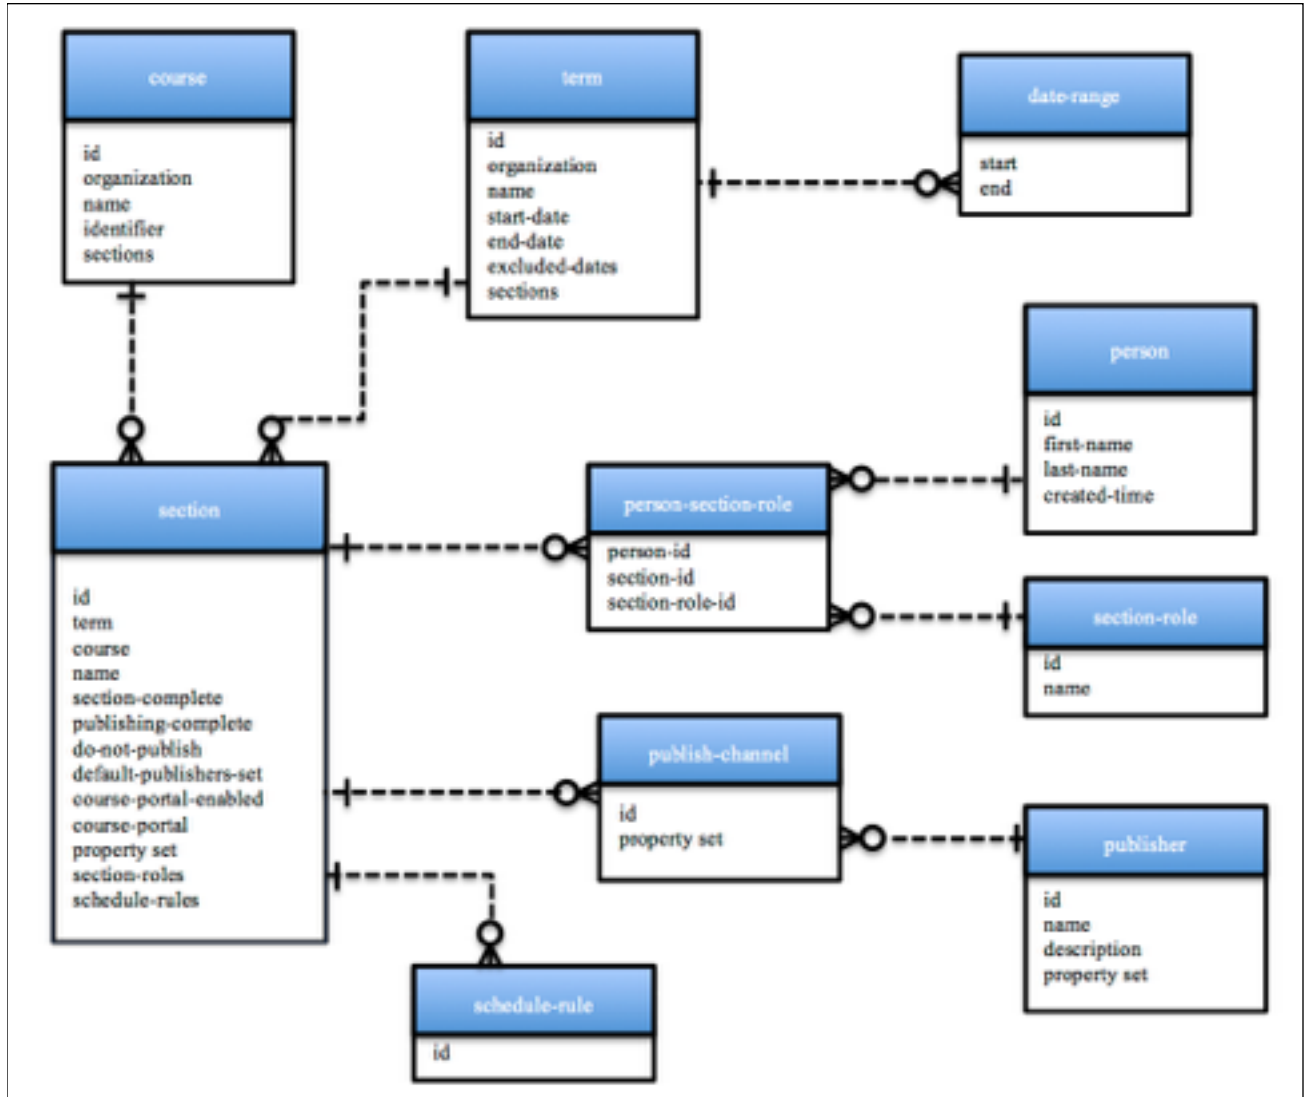 course
id
organization
name
identifier
sections
term
id
organization
name
start-date
end-date
excluded-dates
sections
date-range
start
end
person
id
first-name
last-name
created-time
section
id
term
course
name
section-complete
publishing-complete
do-not-publish
default-publishers-set
course-portal-enabled
course-portal
property set
section-roles
schedule-rules
person-section-role
person-id
section-id
section-role-id
section-role
id
name
publish-channel
id
property set
publisher
id
name
description
property set
schedule-rule
id